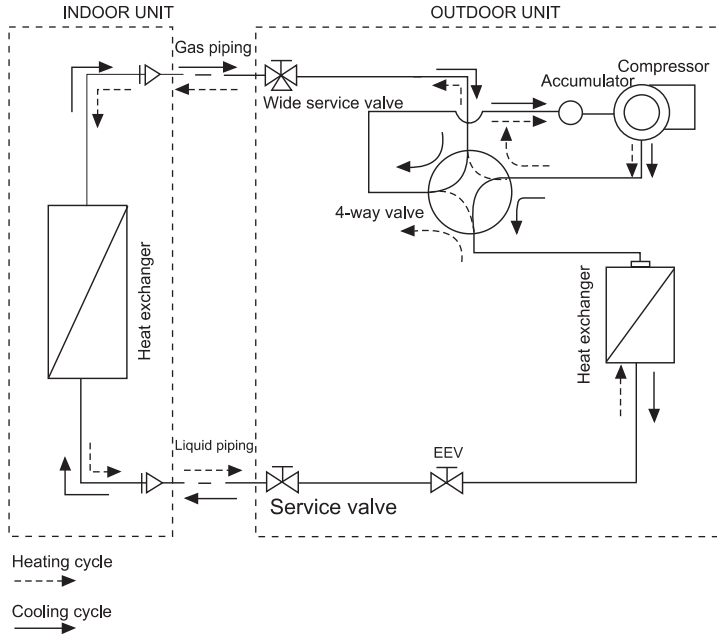 INDOOR UNIT
OUTDOOR UNIT
Gas piping
Compressor
Accumulator
Wide service valve
4-way valve
Heat exchanger
Heat exchanger
Liquid piping
EEV
Service valve
Heating cycle
Cooling cycle